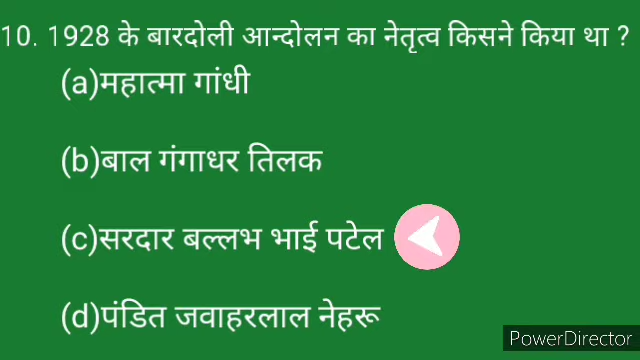 10. 1928 के बारदोली आन्दोलन का नेतृत्व किसने किया था ?
(a)महात्मा गांधी
(b)बाल गंगाधर तिलक
(c)सरदार बल्लभ भाई पटेल
(d)पंडित जवाहरलाल नेहरू
PowerDirector